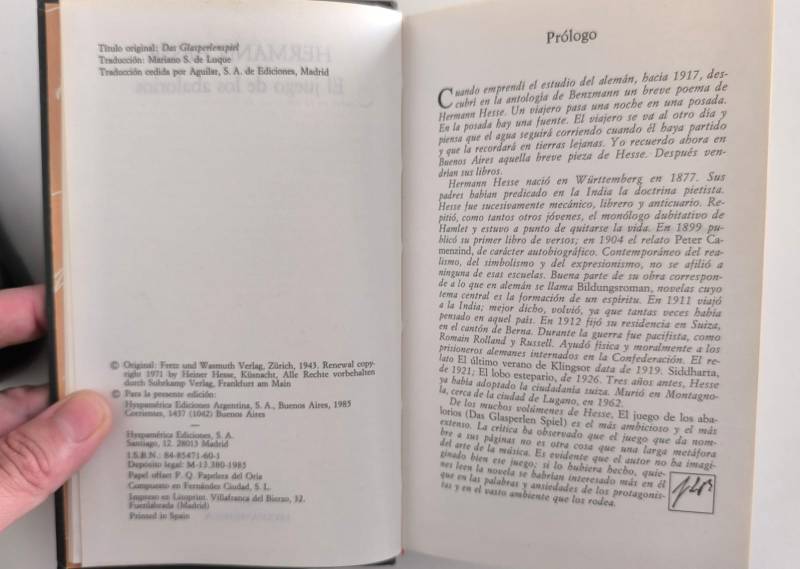 Título original: Das Glasperlenspiel
Traducción: Mariano S. de Luque
Traducción cedida por Aguilar, S. A. de Ediciones, Madrid
© Original: Fretz und Wasmuth Verlag, Zürich, 1943. Renewal copy-
right 1971 by Heiner Hesse, Küsnacht, Alle Rechte vorbehalten
durch Suhrkamp Verlag, Frankfurt am Main
© Para la presente edición:
Hyspamérica Ediciones Argentina, S. A., Buenos Aires, 1985
Corrientes, 1437 (1042) Buenos Aires
Hyspamérica Ediciones, S. A.
Santiago, 12. 28013 Madrid
I.S.B.N.: 84-85471-60-1
Depósito legal: M-13.380-1985
Papel offset F. Q. Papelera del Oria
Compuesto en Fernández Ciudad, S. L.
Impreso en Litoprint. Villafranca del Bierzo, 32.
Fuenlabrada (Madrid)
Printed in Spain
Prólogo
Cuando emprendí el estudio del alemán, hacia 1917, des-
cubrí en la antología de Benzmann un breve poema de
Hermann Hesse. Un viajero pasa una noche en una posada.
En la posada hay una fuente. El viajero se va al otro día y
piensa que el agua seguirá corriendo cuando él haya partido
y que la recordará en tierras lejanas. Yo recuerdo ahora en
Buenos Aires aquella breve pieza de Hesse. Después ven-
drían sus libros.
Hermann Hesse nació en Württemberg en 1877. Sus
padres habían predicado en la India la doctrina pietista.
Hesse fue sucesivamente mecánico, librero y anticuario. Re-
pitió, como tantos otros jóvenes, el monólogo dubitativo de
Hamlet y estuvo a punto de quitarse la vida. En 1899 pu-
blicó su primer libro de versos; en 1904 el relato Peter Ca-
menzind, de carácter autobiográfico. Contemporáneo del rea-
lismo, del simbolismo y del expresionismo, no se afilió a
ninguna de esas escuelas. Buena parte de su obra correspon-
de a lo que en alemán se llama Bildungsroman, novelas cuyo
tema central es la formación de un espíritu. En 1911 viajó
a la India; mejor dicho, volvió, ya que tantas veces había
pensado en aquel país. En 1912 fijó su residencia en Suiza,
en el cantón de Berna. Durante la guerra fue pacifista, como
Romain Rolland y Russell. Ayudó física y moralmente a los
prisioneros alemanes internados en la Confederación. El re-
lato El último verano de Klingsor data de 1919. Siddharta,
de 1921; El lobo estepario, de 1926. Tres años antes, Hesse
ya había adoptado la ciudadanía suiza. Murió en Montagno-
la, cerca de la ciudad de Lugano, en 1962.
De los muchos volúmenes de Hesse, El juego de los aba-
lorios (Das Glasperlen Spiel) es el más ambicioso y el más
extenso. La crítica ha observado que el juego que da nom-
bre a sus páginas no es otra cosa que una larga metáfora
del arte de la música. Es evidente que el autor no ha imagi-
ginado bien ese juego; si lo hubiera hecho, quie-
nes leen la novela se habrían interesado más en él
que en las palabras y ansiedades de los protagonis-
tas y en el vasto ambiente que los rodea.